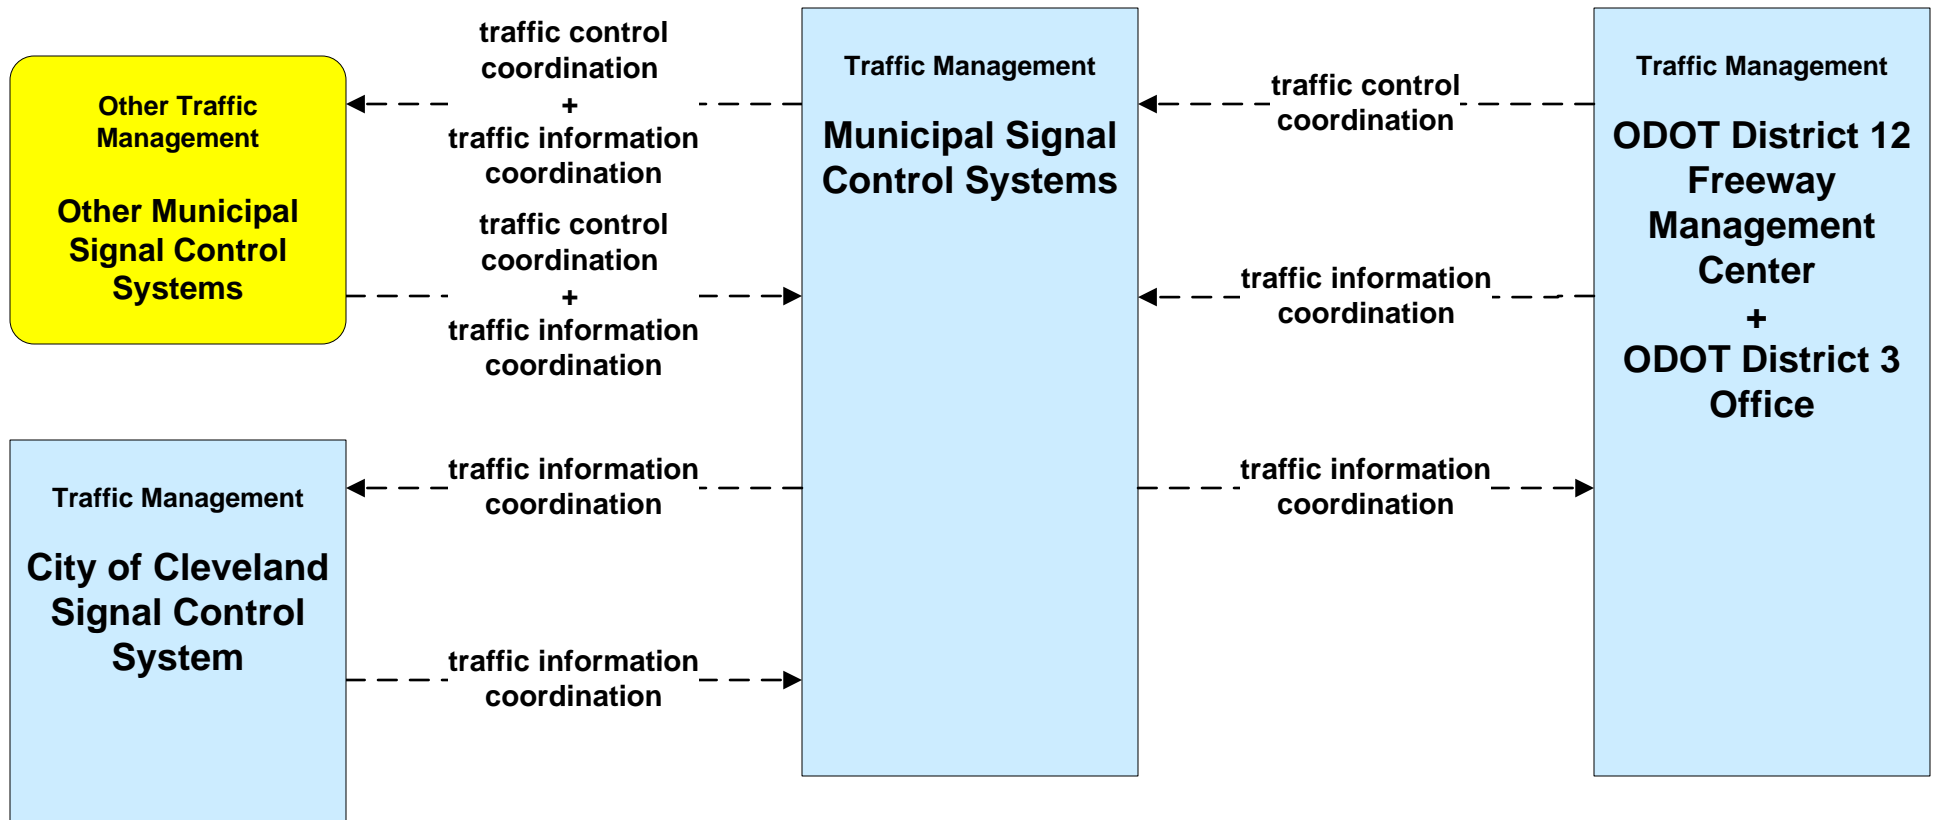 Other Traffic
Management
Other Municipal
Signal Control
Systems
traffic control
coordination
+
traffic information
coordination
traffic control
coordination
+
traffic information
coordination
Traffic Management
Municipal Signal
Control Systems
traffic control
coordination
traffic information
coordination
traffic information
coordination
Traffic Management
ODOT District 12
Freeway
Management
Center
+
ODOT District 3
Office
Traffic Management
City of Cleveland
Signal Control
System
traffic information
coordination
traffic information
coordination